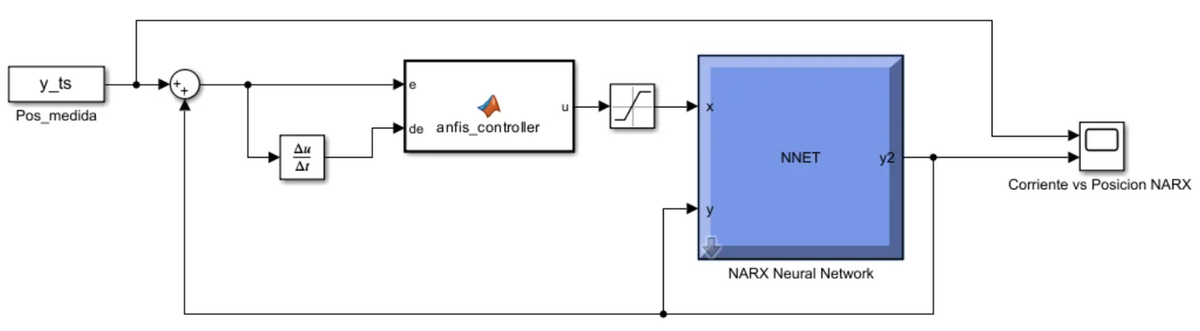 y_ts
Pos_medida
+
+
Δu
Δt
e
de
u
anfis_controller
x
y
NNET
y2
NARX Neural Network
Corriente vs Posicion NARX